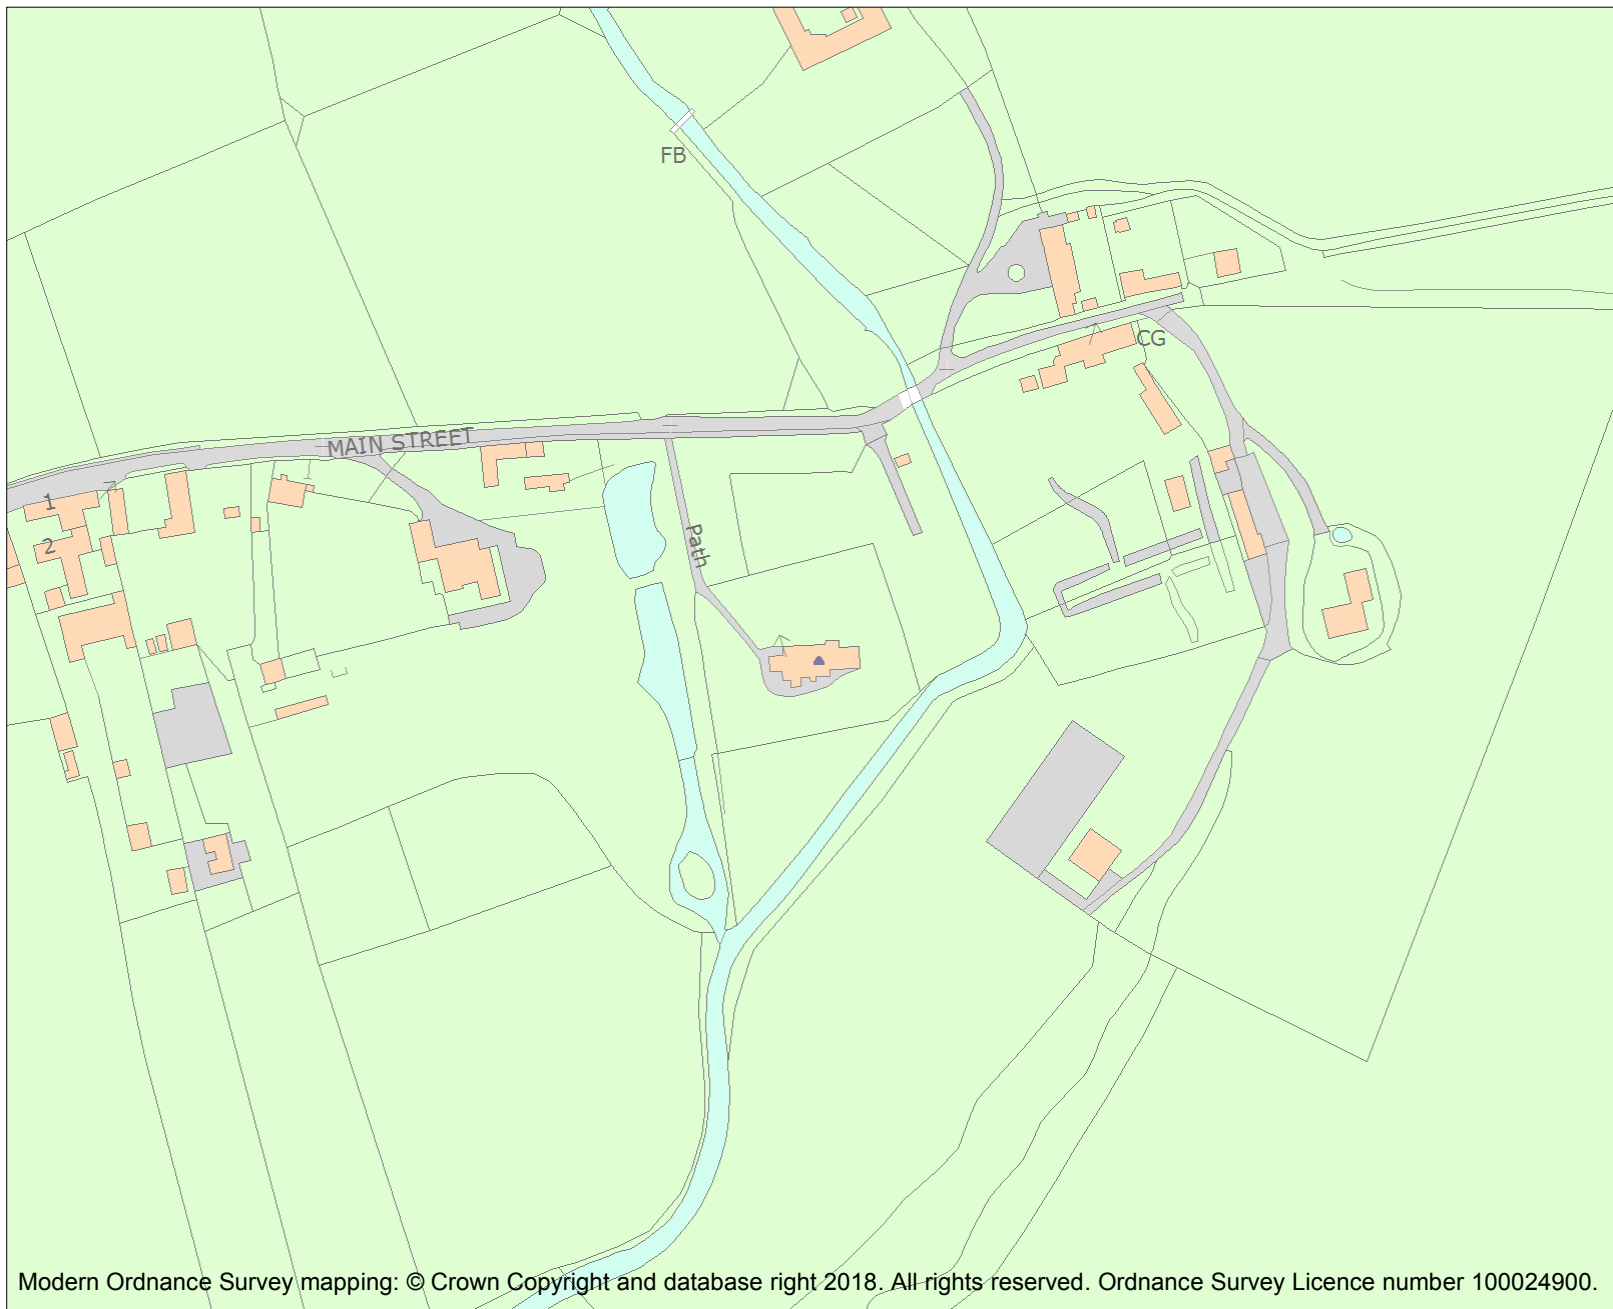 FB
CG
MAIN STREET
1
2
Path
Modern Ordnance Survey mapping: © Crown Copyright and database right 2018. All rights reserved. Ordnance Survey Licence number 100024900.